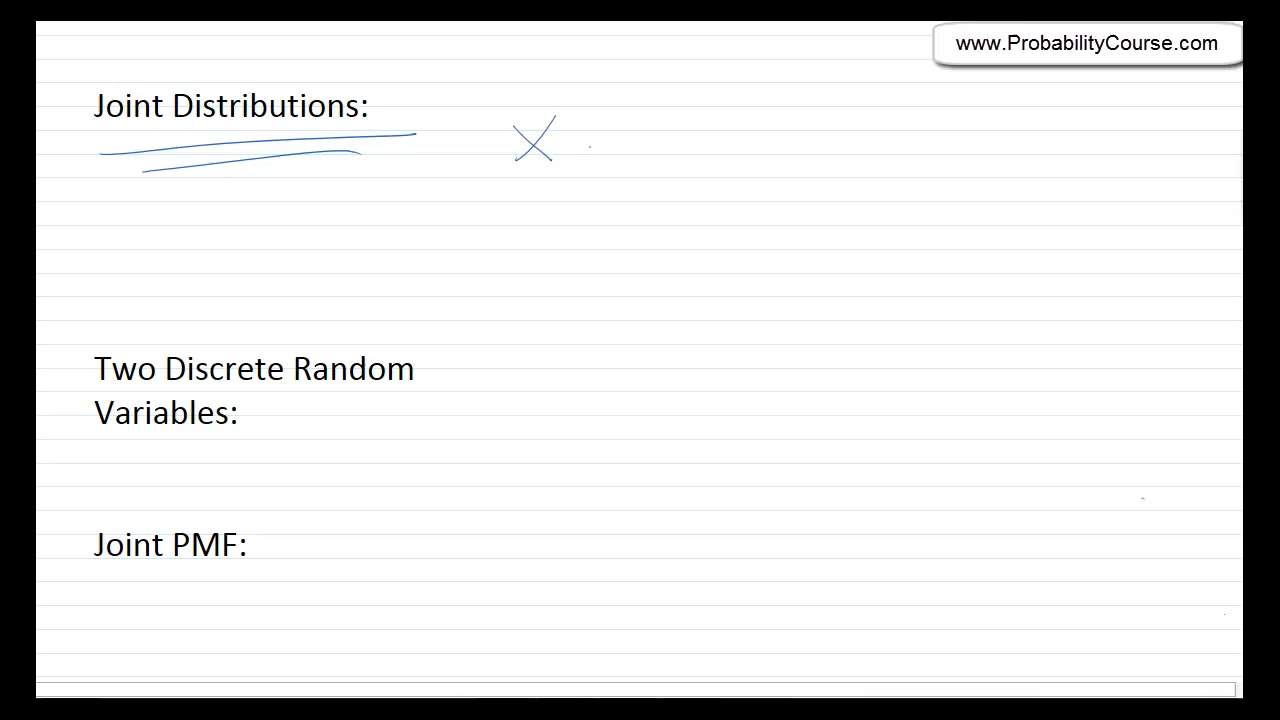 www.ProbabilityCourse.com
Joint Distributions:
X
Two Discrete Random
Variables:
Joint PMF: